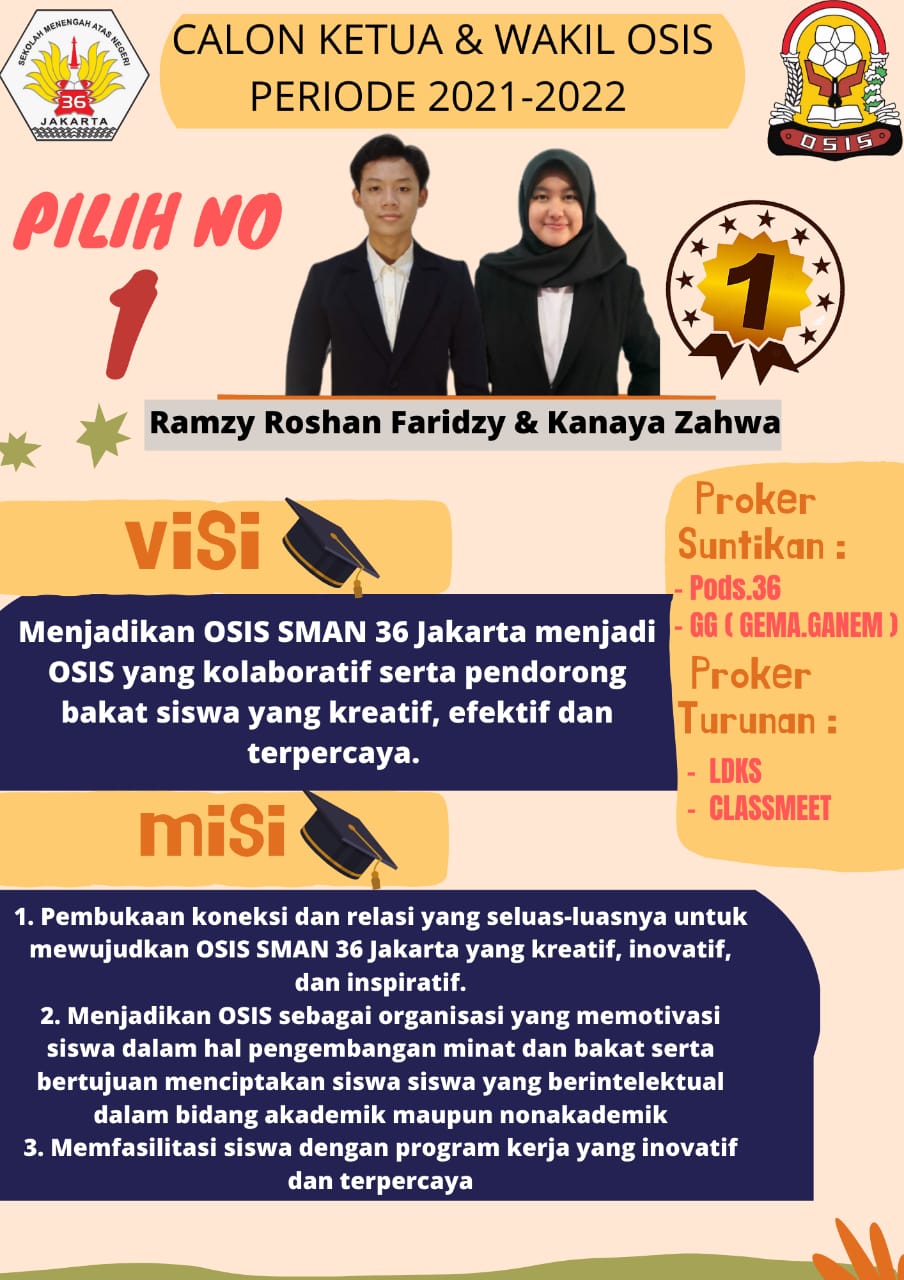 SEKOLAH MENENGAH ATAS NEGERI
36
JAKARTA
CALON KETUA & WAKIL OSIS
PERIODE 2021-2022
OSIS
PILIH NO
1
1
Ramzy Roshan Faridzy & Kanaya Zahwa
visi
Menjadikan OSIS SMAN 36 Jakarta menjadi
OSIS yang kolaboratif serta pendorong
bakat siswa yang kreatif, efektif dan
terpercaya.
Proker
Suntikan :
- Pods.36
- GG ( GEMA.GANEM )
Proker
Turunan :
- LDKS
- CLASSMEET
misi
1. Pembukaan koneksi dan relasi yang seluas-luasnya untuk
mewujudkan OSIS SMAN 36 Jakarta yang kreatif, inovatif,
dan inspiratif.
2. Menjadikan OSIS sebagai organisasi yang memotivasi
siswa dalam hal pengembangan minat dan bakat serta
bertujuan menciptakan siswa siswa yang berintelektual
dalam bidang akademik maupun nonakademik
3. Memfasilitasi siswa dengan program kerja yang inovatif
dan terpercaya